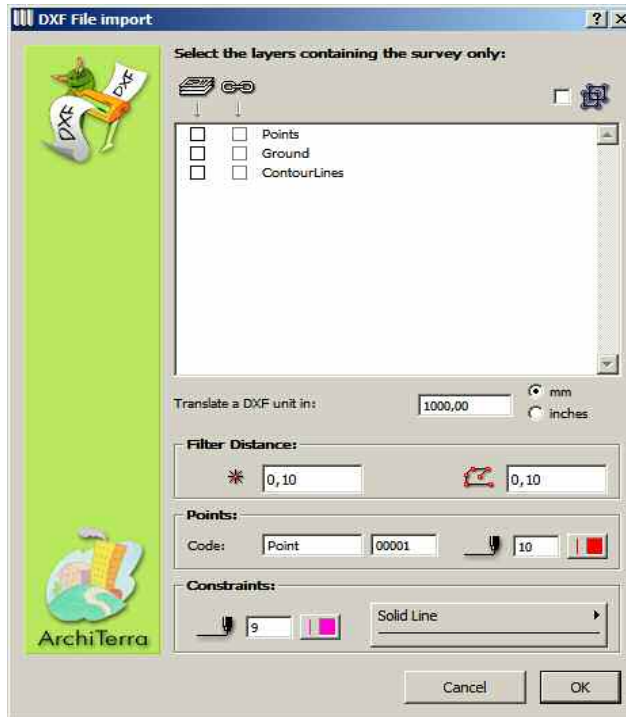 DXF File import
Select the layers containing the survey only:
DXF
DXF
Points
Ground
ContourLines
Translate a DXF unit in:
1000,00
mm
inches
Filter Distance:
0,10
0,10
Points:
Code:
Point
00001
10
Constraints:
9
Solid Line
ArchiTerra
Cancel
OK